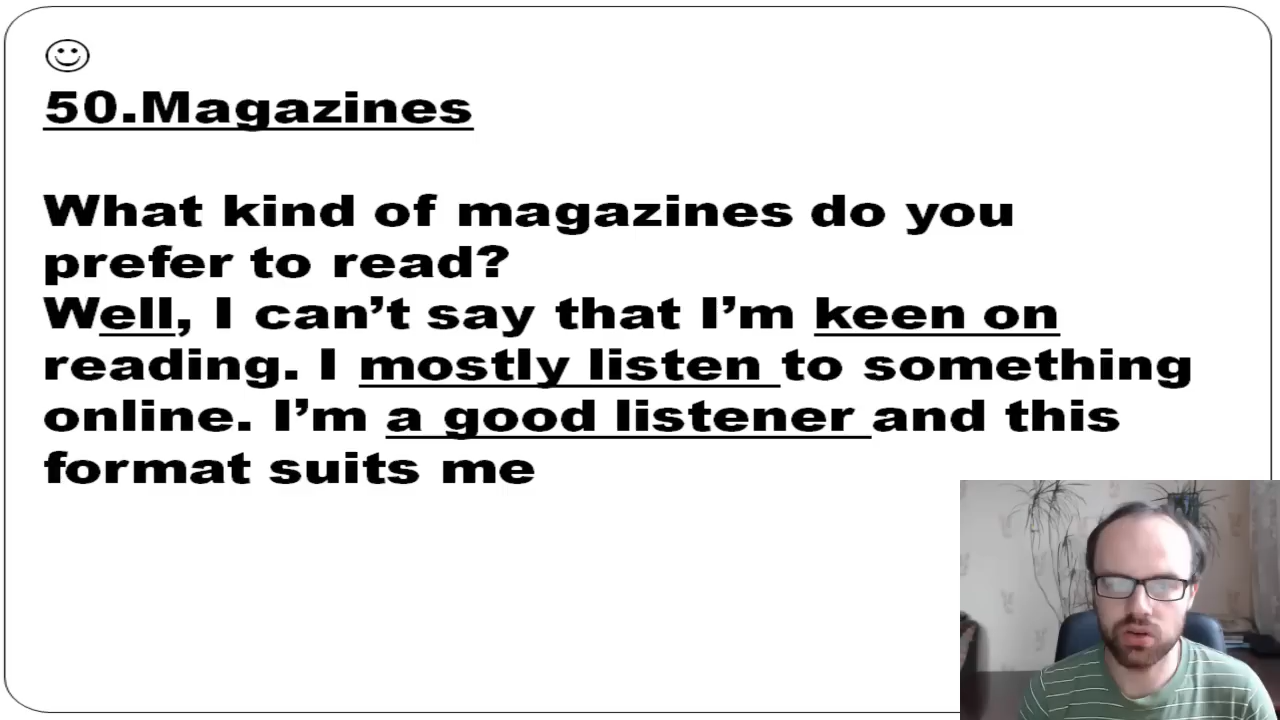 50.Magazines
What kind of magazines do you
prefer to read?
Well, I can’t say that I’m keen on
reading. I mostly listen to something
online. I’m a good listener and this
format suits me